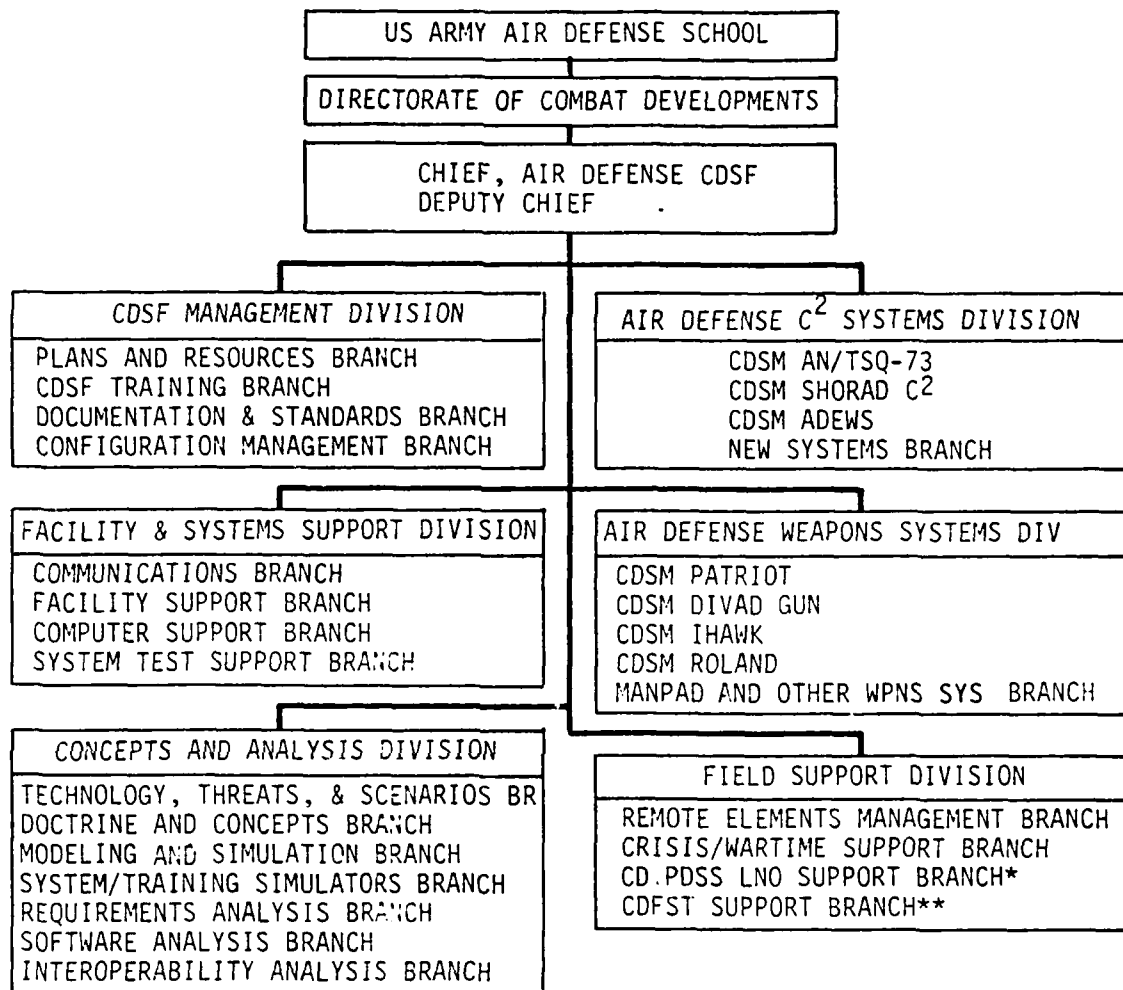 US ARMY AIR DEFENSE SCHOOL
DIRECTORATE OF COMBAT DEVELOPMENTS
CHIEF, AIR DEFENSE CDSF
DEPUTY CHIEF .
CDSF MANAGEMENT DIVISION
PLANS AND RESOURCES BRANCH
CDSF TRAINING BRANCH
DOCUMENTATION & STANDARDS BRANCH
CONFIGURATION MANAGEMENT BRANCH
AIR DEFENSE C² SYSTEMS DIVISION
CDSM AN/TSQ-73
CDSM SHORAD C²
CDSM ADEWS
NEW SYSTEMS BRANCH
FACILITY & SYSTEMS SUPPORT DIVISION
COMMUNICATIONS BRANCH
FACILITY SUPPORT BRANCH
COMPUTER SUPPORT BRANCH
SYSTEM TEST SUPPORT BRANCH
AIR DEFENSE WEAPONS SYSTEMS DIV
CDSM PATRIOT
CDSM DIVAD GUN
CDSM IHAWK
CDSM ROLAND
MANPAD AND OTHER WPNS SYS BRANCH
CONCEPTS AND ANALYSIS DIVISION
TECHNOLOGY, THREATS, & SCENARIOS BR
DOCTRINE AND CONCEPTS BRANCH
MODELING AND SIMULATION BRANCH
SYSTEM/TRAINING SIMULATORS BRANCH
REQUIREMENTS ANALYSIS BRANCH
SOFTWARE ANALYSIS BRANCH
INTEROPERABILITY ANALYSIS BRANCH
FIELD SUPPORT DIVISION
REMOTE ELEMENTS MANAGEMENT BRANCH
CRISIS/WARTIME SUPPORT BRANCH
CD.PDSS LNO SUPPORT BRANCH*
CDFST SUPPORT BRANCH**